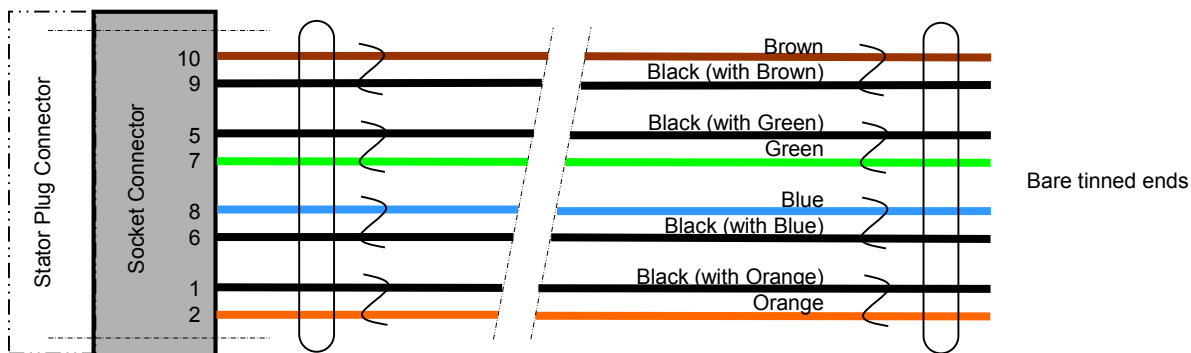 Stator Plug Connector
Socket Connector
10
Brown
9
Black (with Brown)
5
Black (with Green)
7
Green
8
Blue
6
Black (with Blue)
1
Black (with Orange)
2
Orange
Bare tinned ends